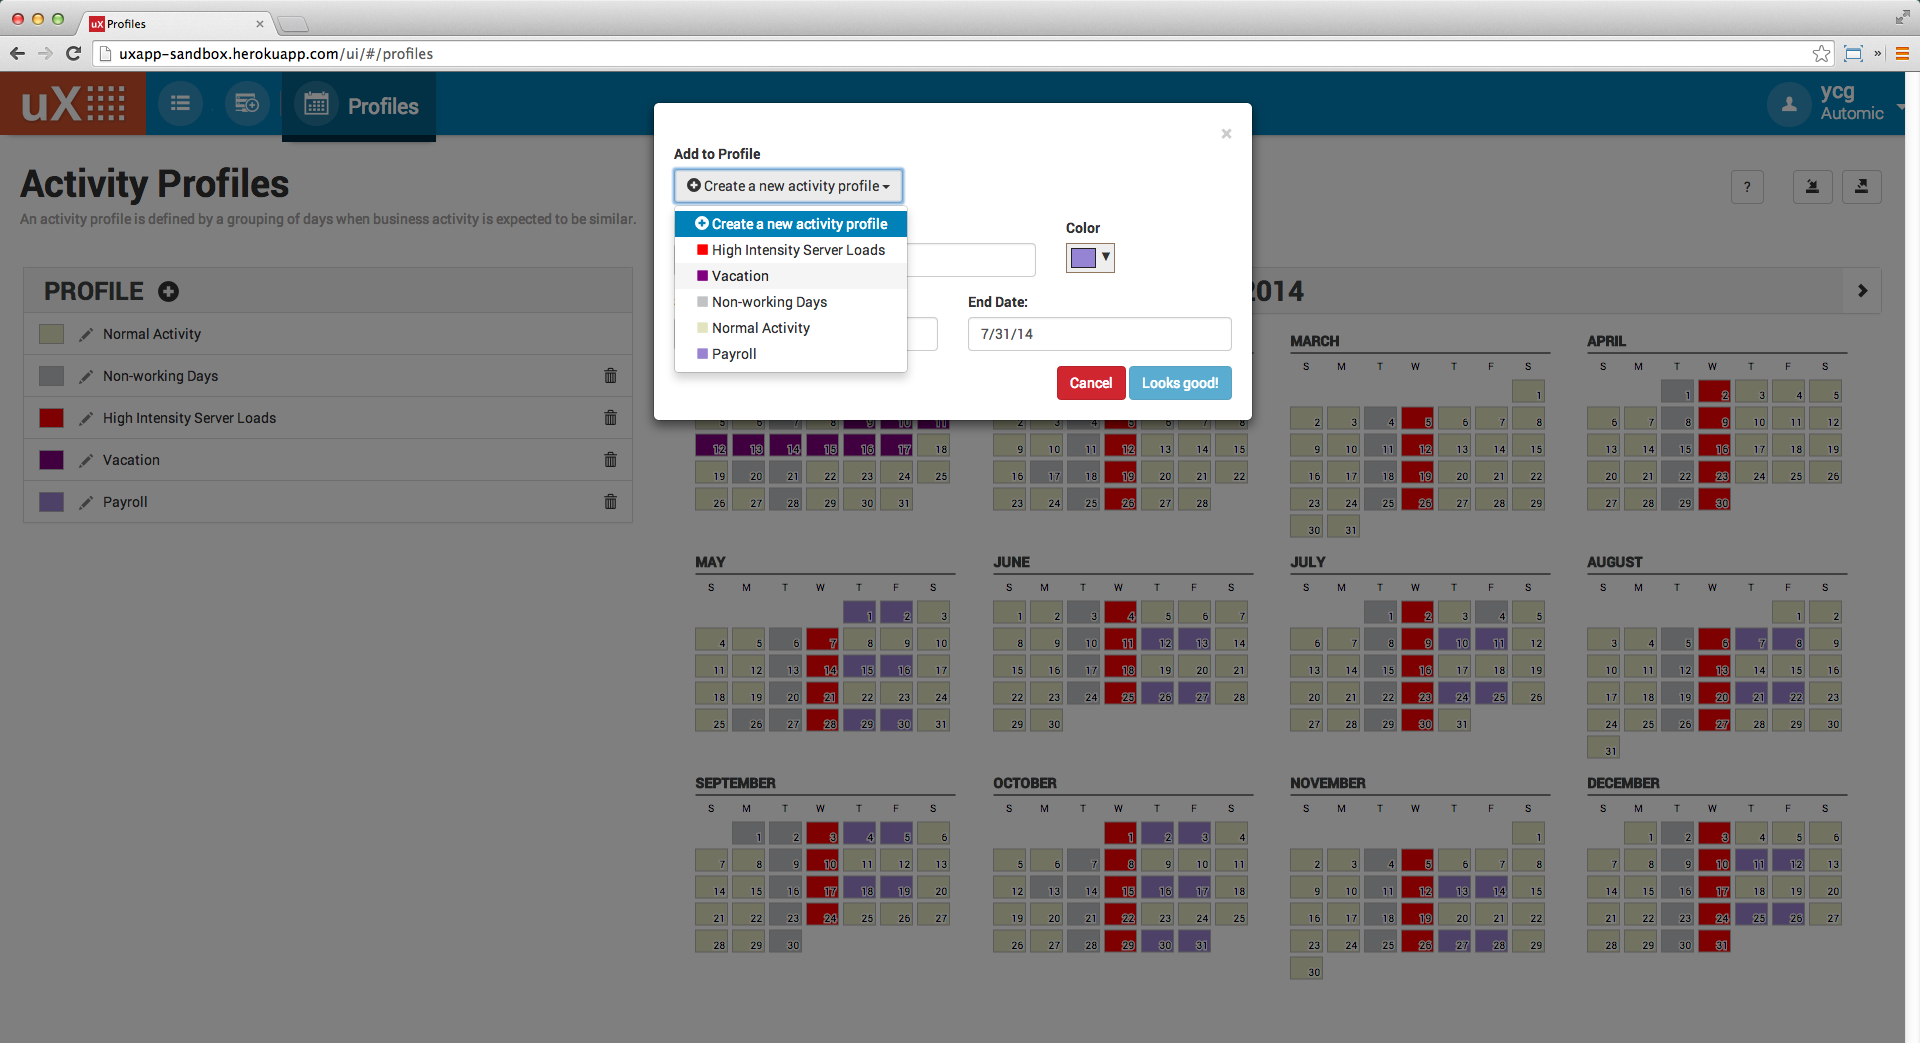 uX Profiles ×
uxapp-sandbox.herokuapp.com/ui/#/profiles »
uX Profiles
ycg
Automic
Activity Profiles
An activity profile is defined by a grouping of days when business activity is expected to be similar.
?
PROFILE
Normal Activity
Non-working Days
High Intensity Server Loads
Vacation
Payroll
×
Add to Profile
Create a new activity profile
Create a new activity profile
High Intensity Server Loads
Vacation
Non-working Days
Normal Activity
Payroll
Color
End Date:
7/31/14
Cancel Looks good!
2014
5 6 7 8 9 10 11
12 13 14 15 16 17 18
19 20 21 22 23 24 25
26 27 28 29 30 31
2 3 4 5 6 7 8
9 10 11 12 13 14 15
16 17 18 19 20 21 22
23 24 25 26 27 28
MARCH
S M T W T F S
1
2 3 4 5 6 7 8
9 10 11 12 13 14 15
16 17 18 19 20 21 22
23 24 25 26 27 28 29
30 31
APRIL
S M T W T F S
1 2 3 4 5
6 7 8 9 10 11 12
13 14 15 16 17 18 19
20 21 22 23 24 25 26
27 28 29 30
MAY
S M T W T F S
1 2 3
4 5 6 7 8 9 10
11 12 13 14 15 16 17
18 19 20 21 22 23 24
25 26 27 28 29 30 31
JUNE
S M T W T F S
1 2 3 4 5 6 7
8 9 10 11 12 13 14
15 16 17 18 19 20 21
22 23 24 25 26 27 28
29 30
JULY
S M T W T F S
1 2 3 4 5
6 7 8 9 10 11 12
13 14 15 16 17 18 19
20 21 22 23 24 25 26
27 28 29 30 31
AUGUST
S M T W T F S
1 2
3 4 5 6 7 8 9
10 11 12 13 14 15 16
17 18 19 20 21 22 23
24 25 26 27 28 29 30
31
SEPTEMBER
S M T W T F S
1 2 3 4 5 6
7 8 9 10 11 12 13
14 15 16 17 18 19 20
21 22 23 24 25 26 27
28 29 30
OCTOBER
S M T W T F S
1 2 3 4
5 6 7 8 9 10 11
12 13 14 15 16 17 18
19 20 21 22 23 24 25
26 27 28 29 30 31
NOVEMBER
S M T W T F S
1
2 3 4 5 6 7 8
9 10 11 12 13 14 15
16 17 18 19 20 21 22
23 24 25 26 27 28 29
30
DECEMBER
S M T W T F S
1 2 3 4 5 6
7 8 9 10 11 12 13
14 15 16 17 18 19 20
21 22 23 24 25 26 27
28 29 30 31